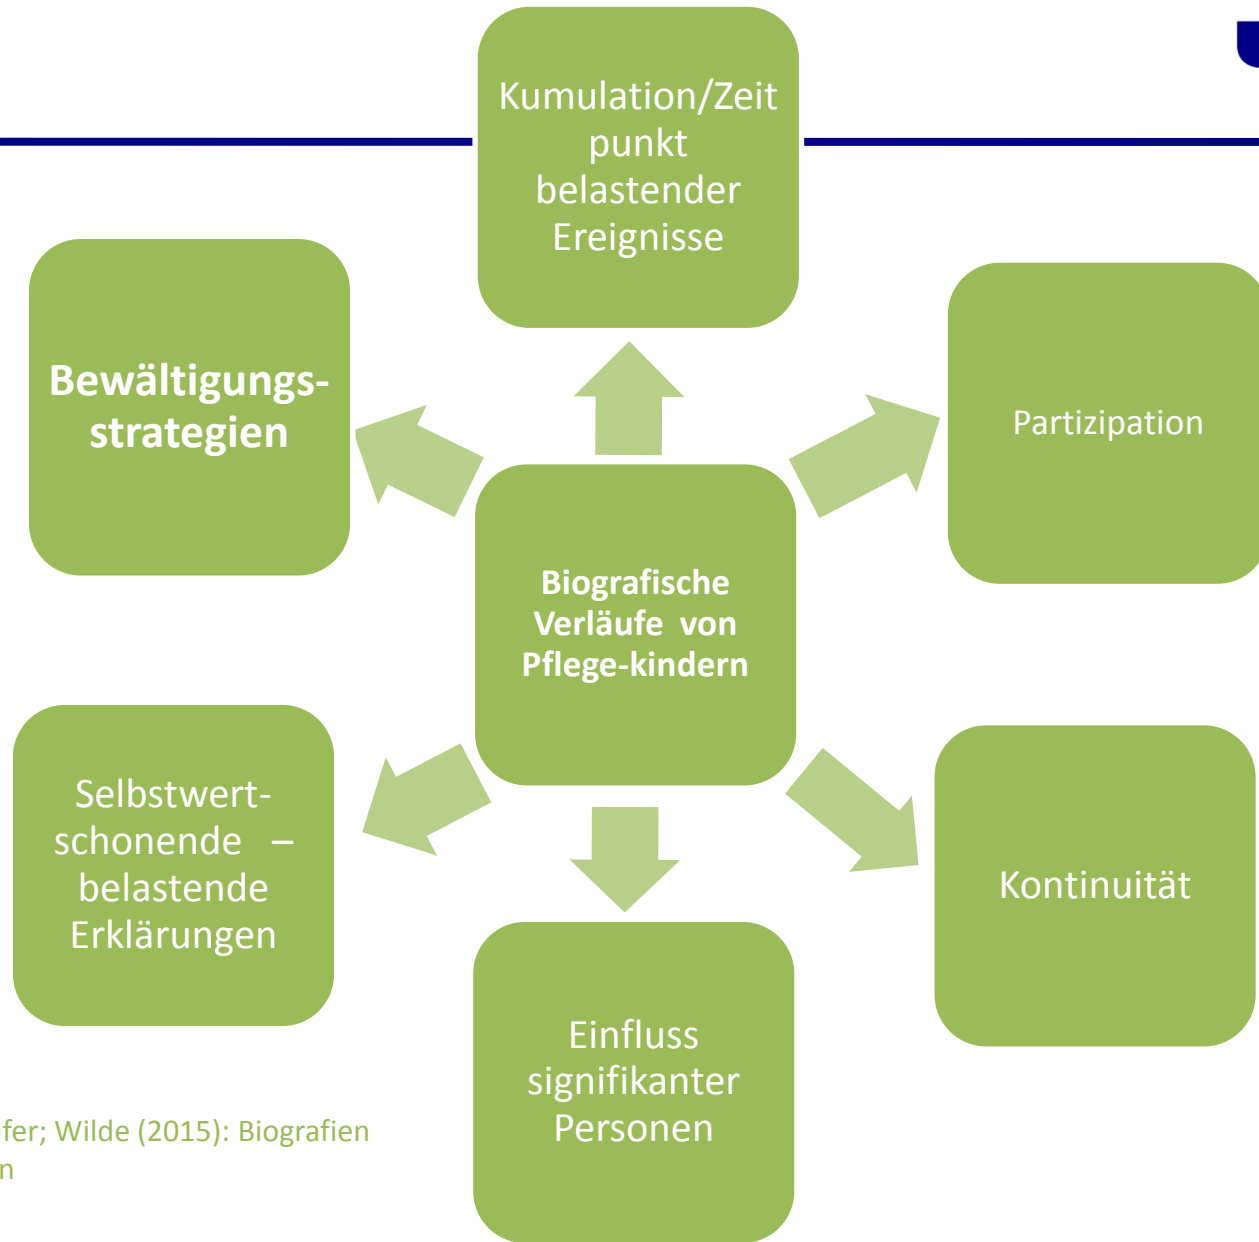 Kumulation/Zeit
punkt
belastender
Ereignisse
Bewältigungs-
strategien
Partizipation
Biografische
Verläufe von
Pflege-kindern
Selbstwert-
schonende –
belastende
Erklärungen
Kontinuität
Einfluss
signifikanter
Personen
Wilde (2015): Biografien